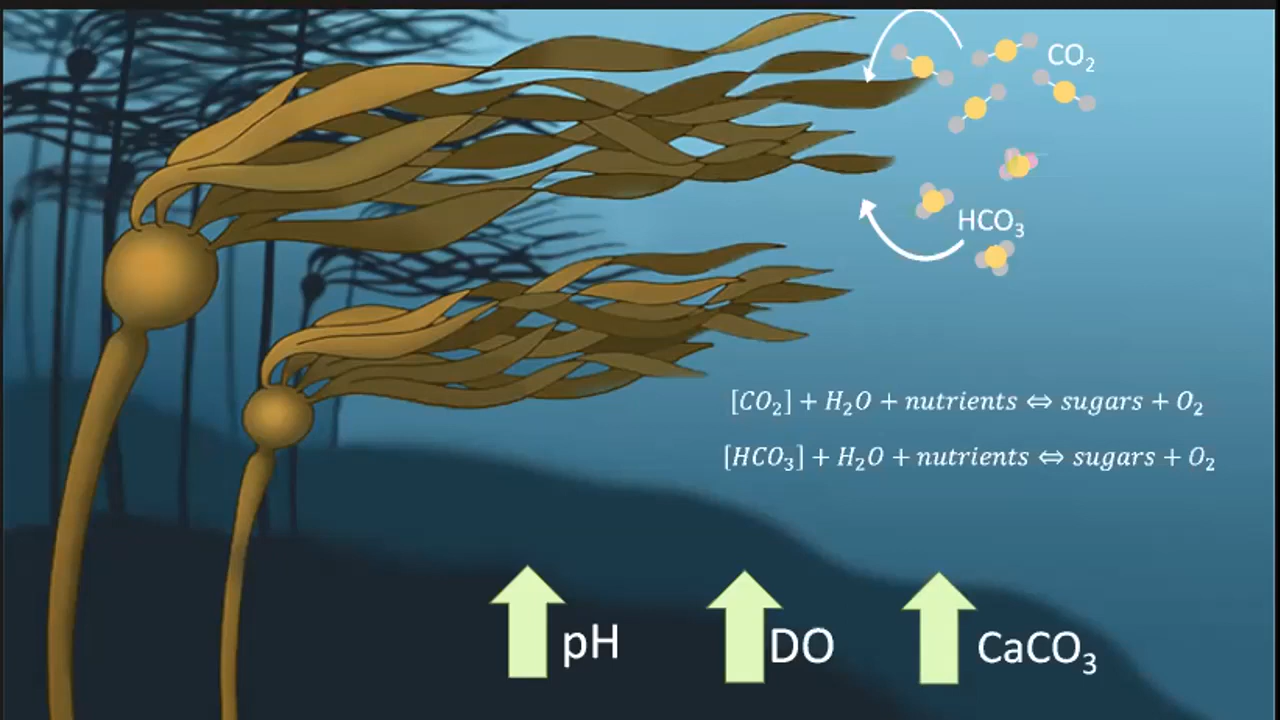 CO₂
HCO₃
[CO₂] + H₂O + nutrients ⇔ sugars + O₂
[HCO₃] + H₂O + nutrients ⇔ sugars + O₂
pH
DO
CaCO₃